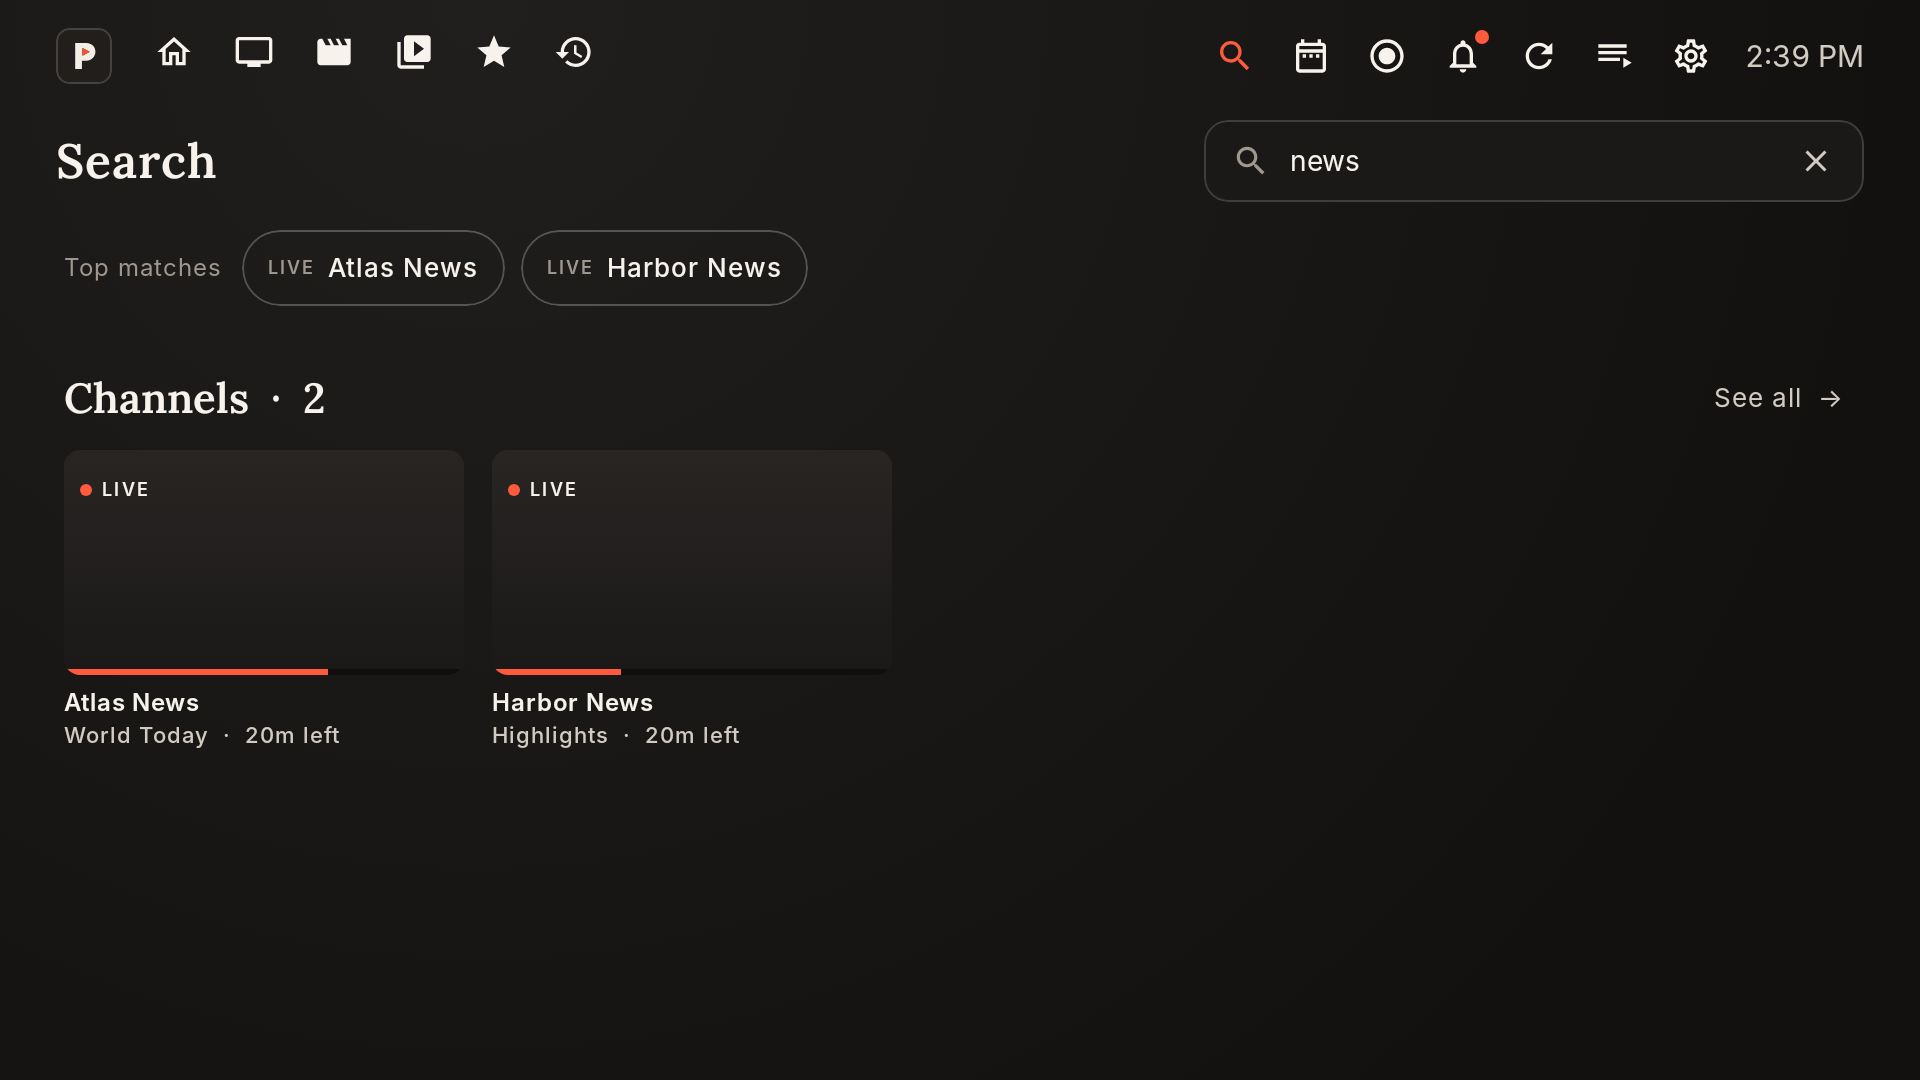 P
2:39 PM
Search
news
Top matches
LIVE Atlas News
LIVE Harbor News
Channels · 2
See all →
LIVE
LIVE
Atlas News
World Today · 20m left
Harbor News
Highlights · 20m left